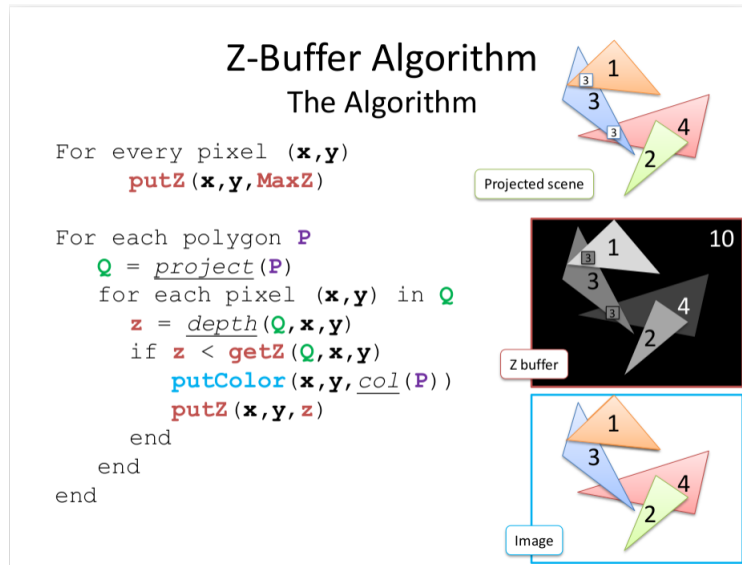 Z-Buffer Algorithm
The Algorithm
For every pixel (x,y)
putZ(x,y,MaxZ)
For each polygon P
Q = project(P)
for each pixel (x,y) in Q
z = depth(Q,x,y)
if z < getZ(Q,x,y)
putColor(x,y,col(P))
putZ(x,y,z)
end
end
end
1
3
3
3
4
2
Projected scene
10
1
3
3
3
4
2
Z buffer
1
3
4
2
Image